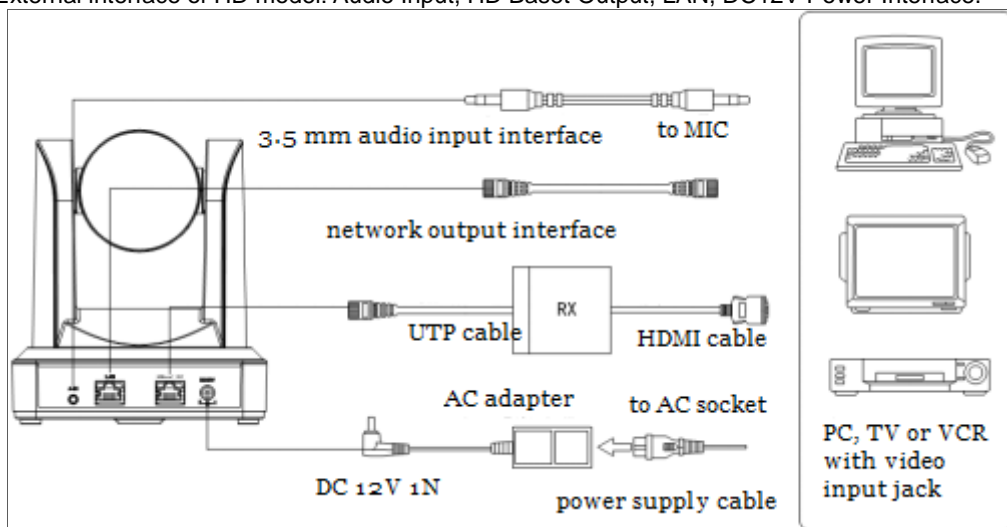 External interface of HD model: Audio Input, HD-BaseT Output, LAN, DC12V Power Interface.
3.5 mm audio input interface
to MIC
network output interface
RX
UTP cable
HDMI cable
AC adapter
to AC socket
DC 12V 1N
power supply cable
PC, TV or VCR
with video
input jack
LAN